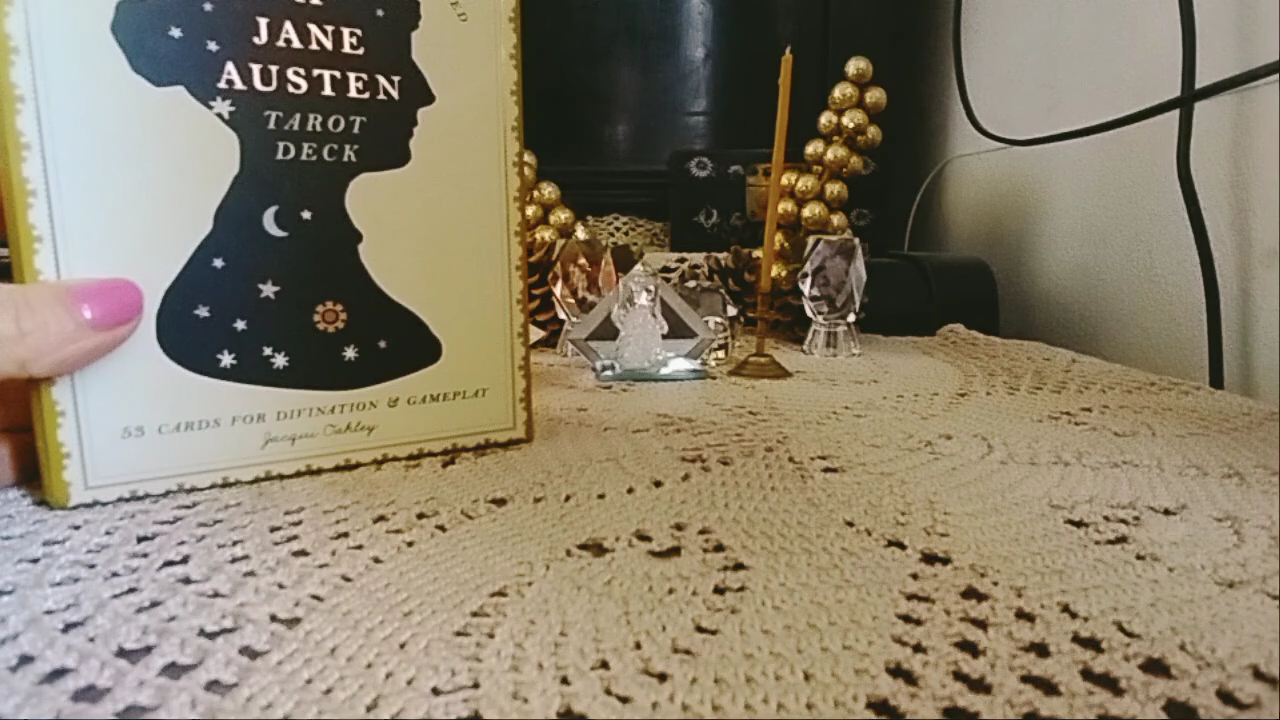 A
JANE
AUSTEN
TAROT
DECK
53 CARDS FOR DIVINATION & GAMEPLAY
Jacqui Oakley